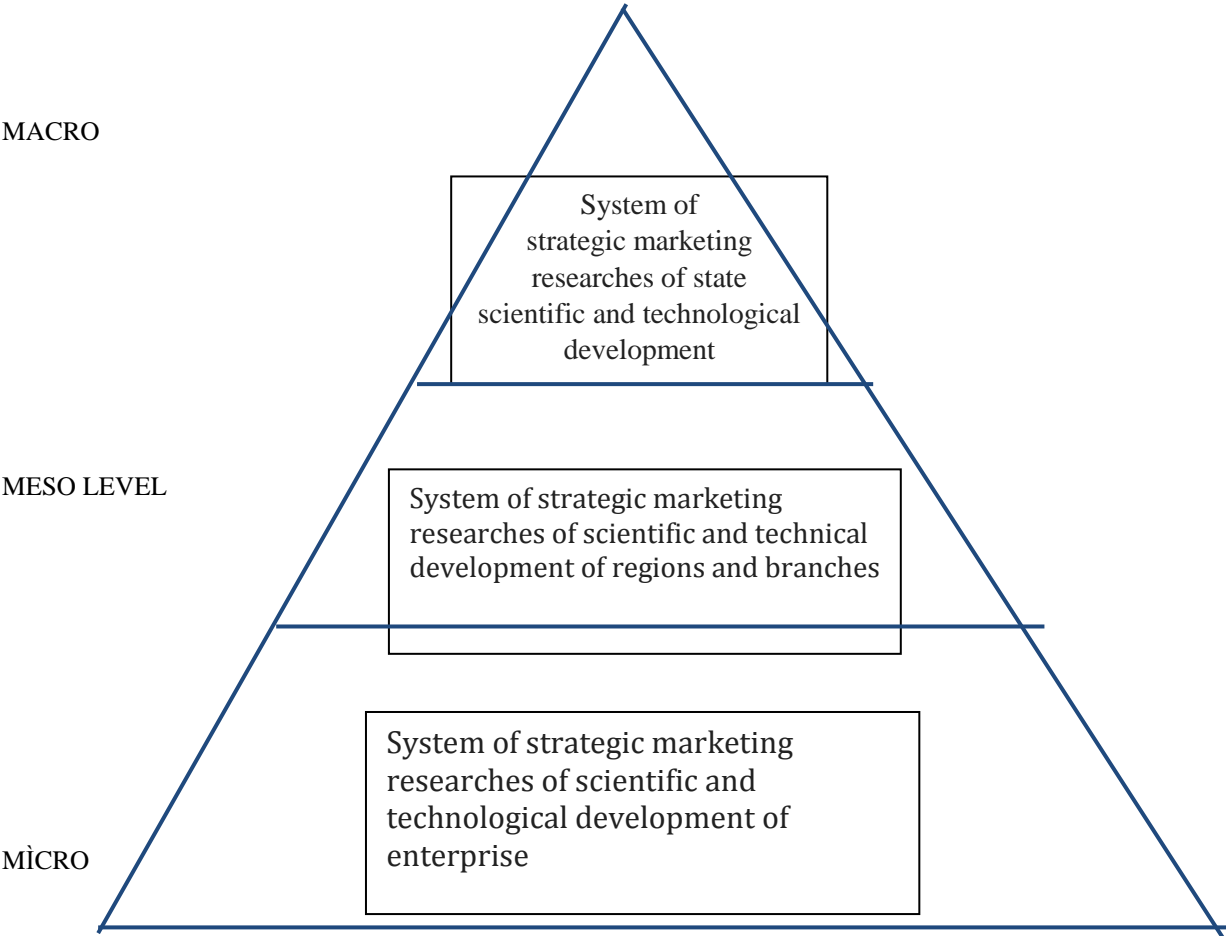 MACRO
System of
strategic marketing
researches of state
scientific and technological
development
MESO LEVEL
System of strategic marketing
researches of scientific and technical
development of regions and branches
System of strategic marketing
researches of scientific and
technological development of
enterprise
MÌCRO